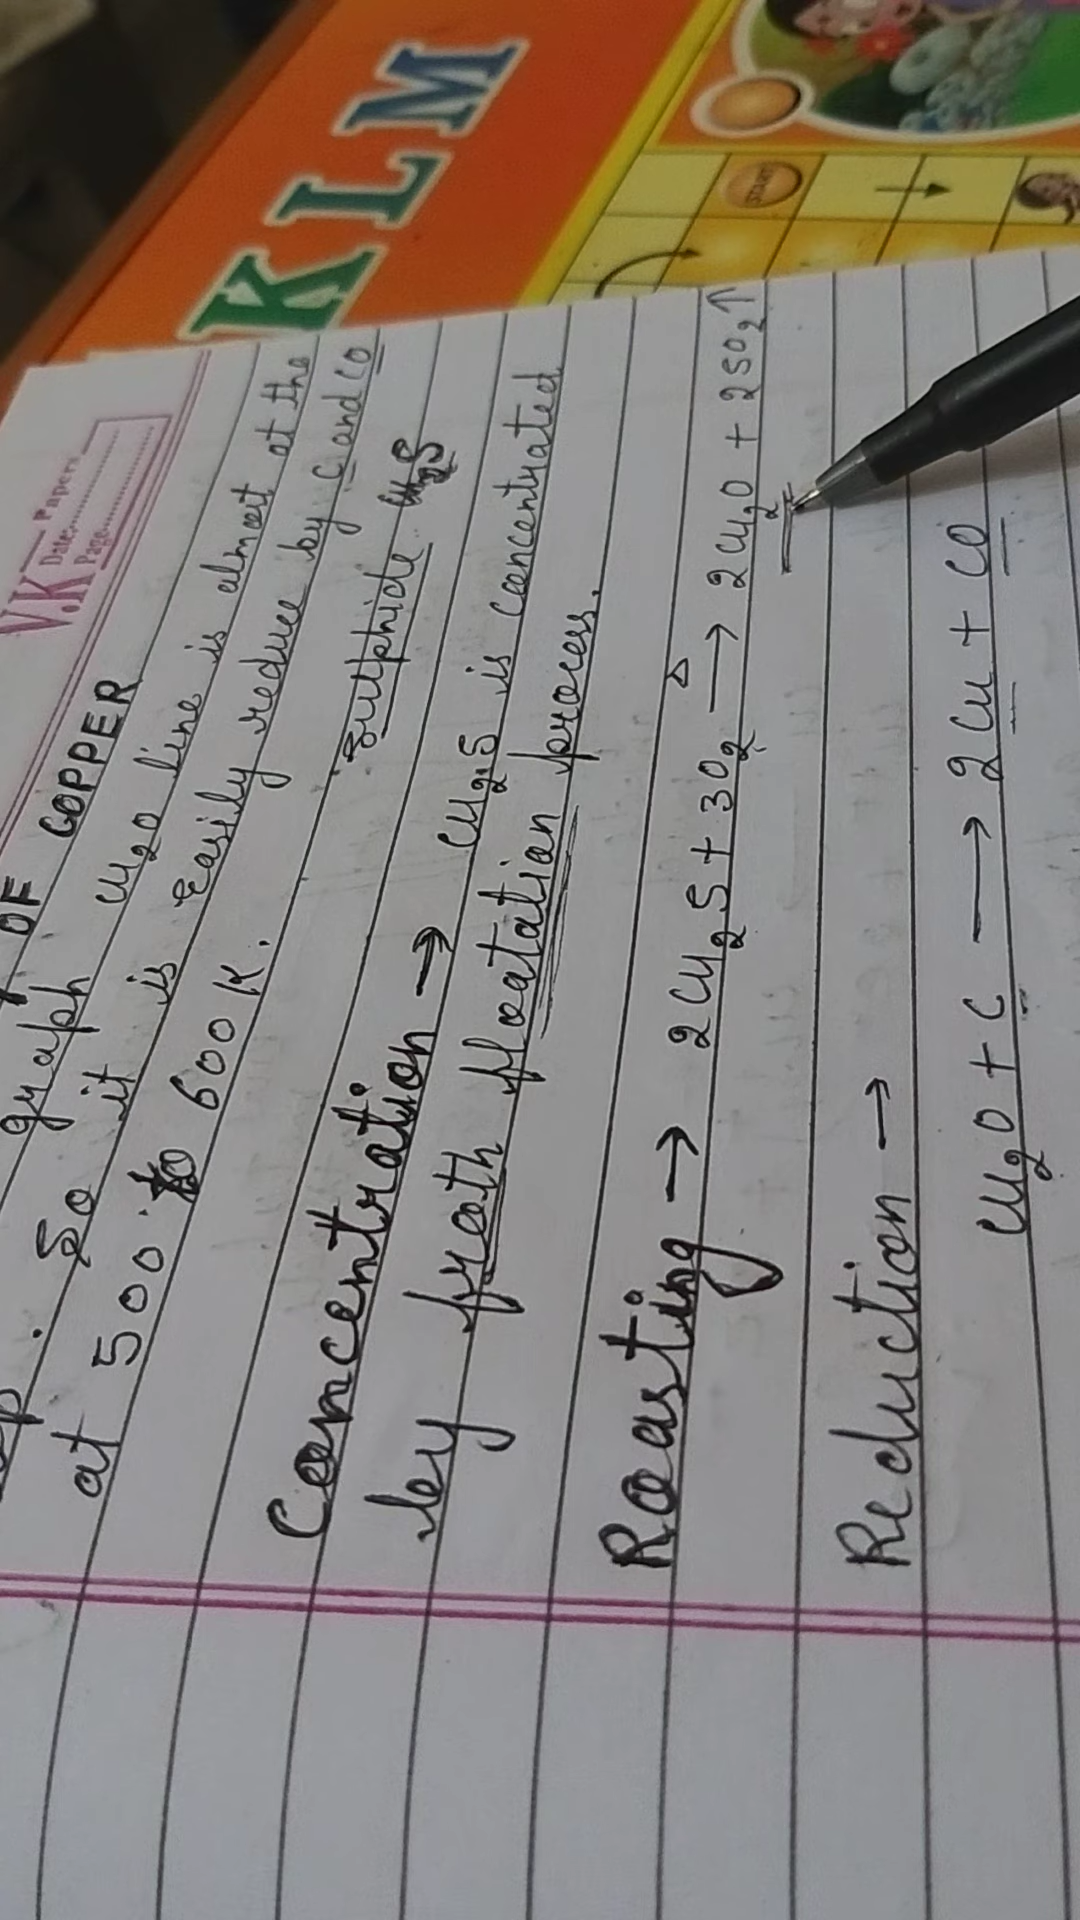 K L M
START
V.K Papers
Date:
Page
OF COPPER
graph Cu₂O line is almost at the
. So it is Easily reduce by C and CO
at 500 to 600 K.
Sulphide
Concentration → Cu₂S is concentrated
by froth floatation process.
Roasting → 2Cu₂S + 3O₂ —Δ→ 2Cu₂O + 2SO₂↑
Reduction →
Cu₂O + C ⟶ 2Cu + CO